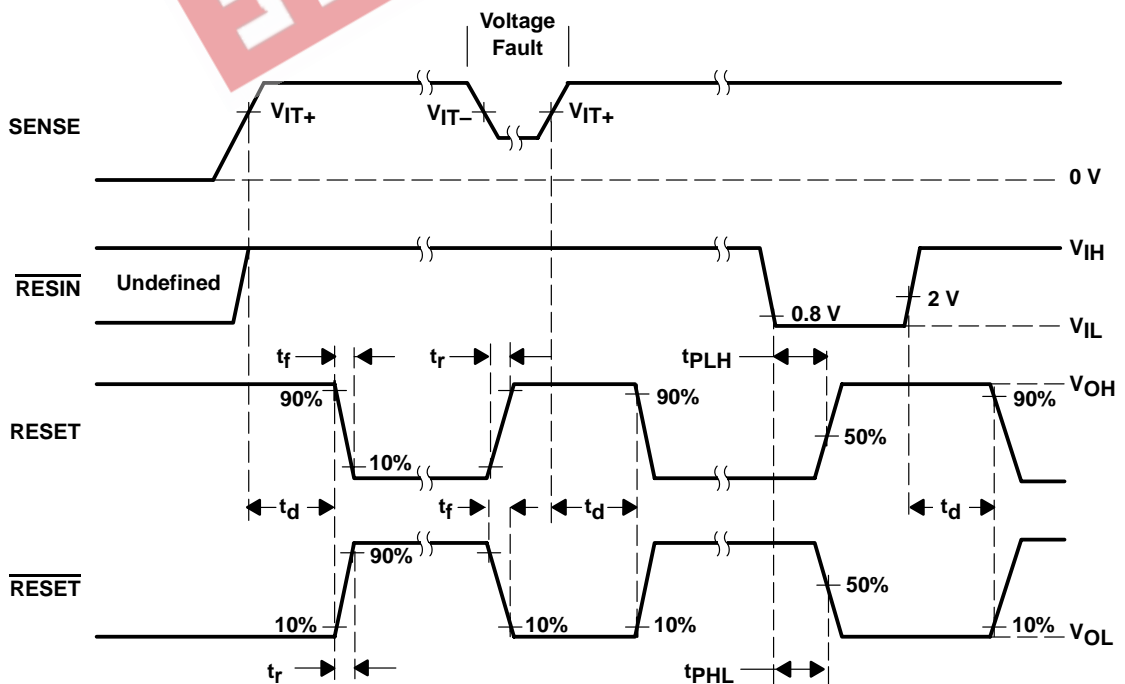 Voltage
Fault
SENSE
VIT+
VIT–
VIT+
0 V
RESIN
Undefined
VIH
0.8 V
2 V
VIL
tf
tr
tPLH
RESET
90%
10%
90%
50%
VOH
90%
td
tf
td
td
RESET
90%
10%
10%
10%
50%
10%
VOL
tr
tPHL